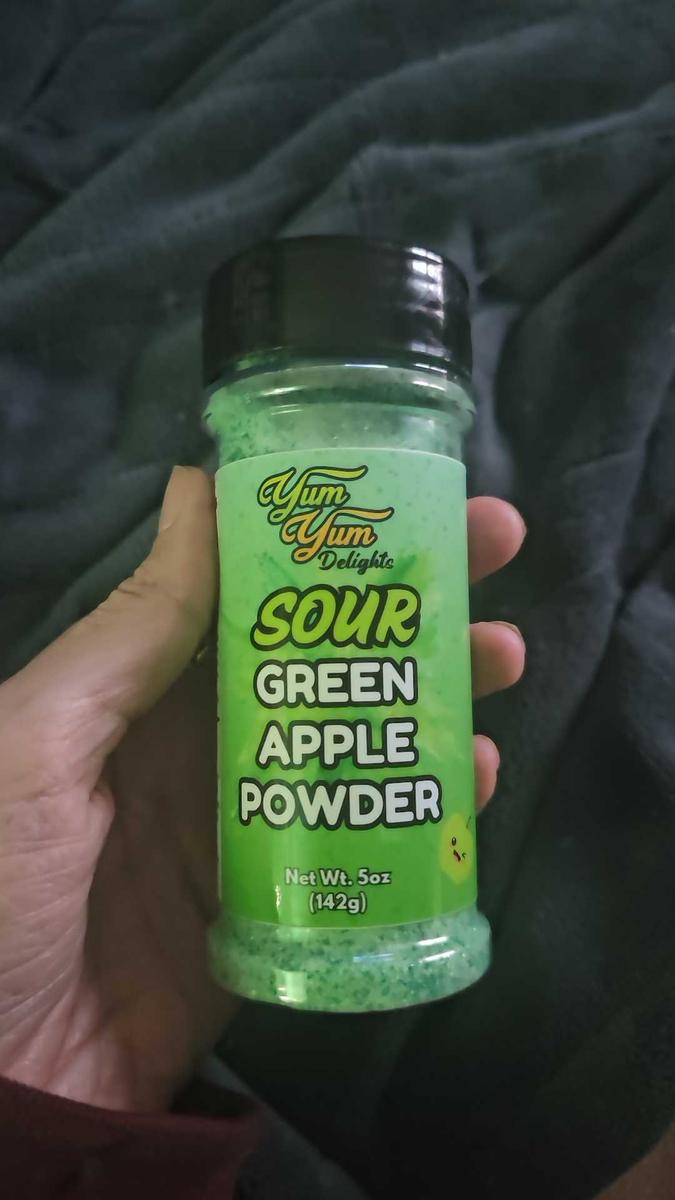 Yum
Yum
Delights
SOUR
GREEN
APPLE
POWDER
Net Wt. 5oz
(142g)